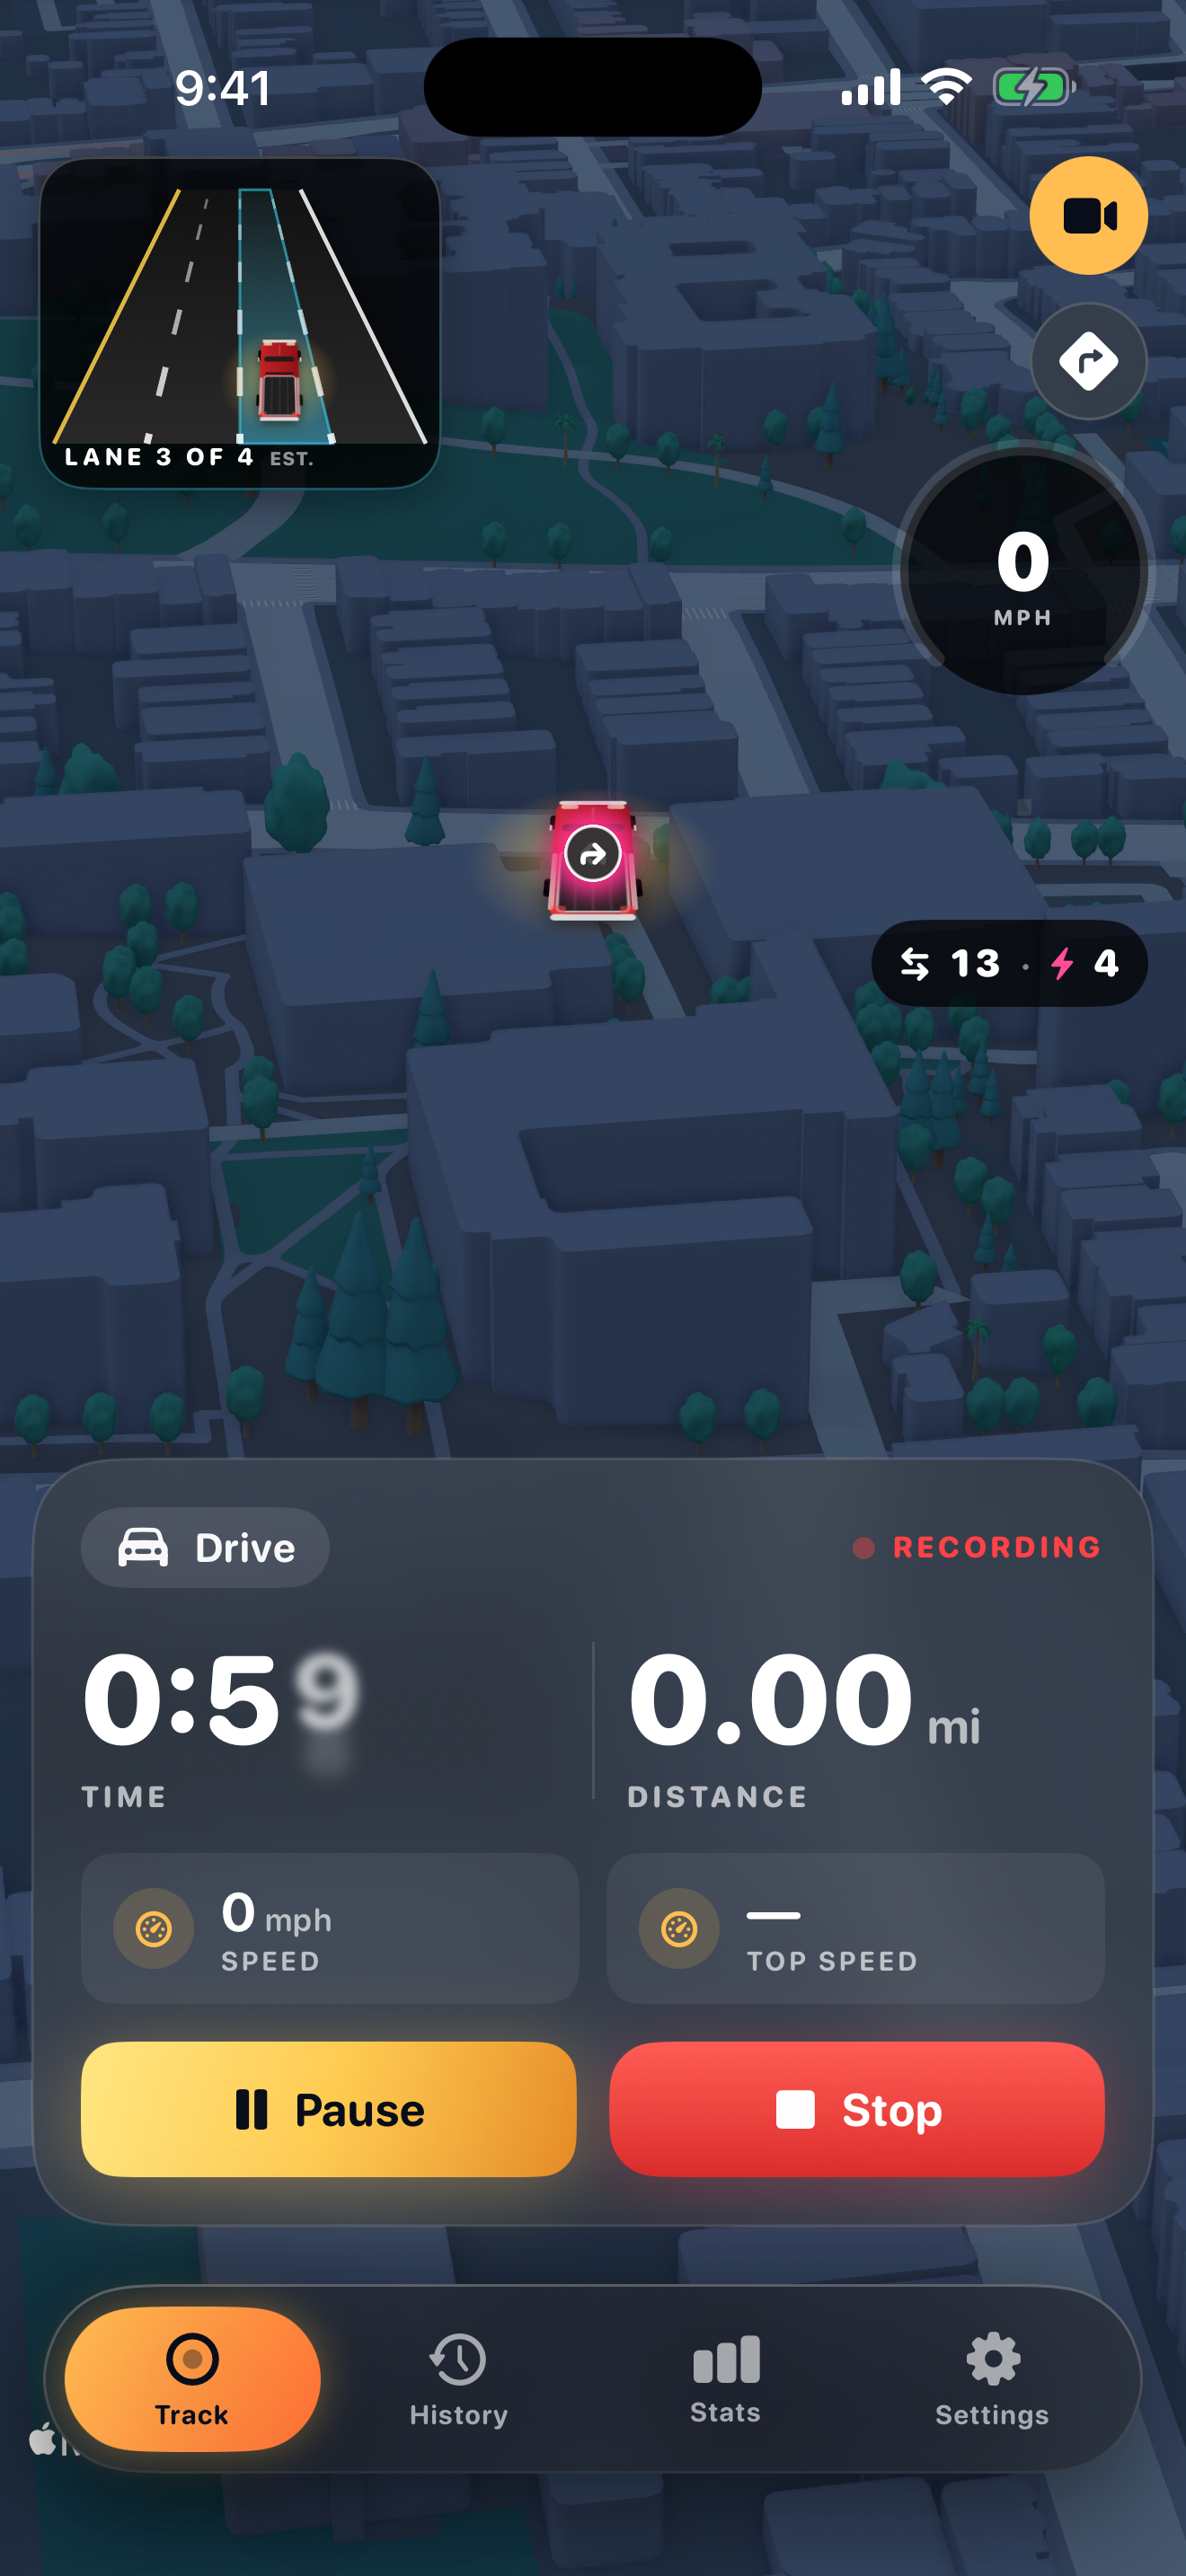 9:41
LANE 3 OF 4 EST.
0
MPH
13 · 4
Drive
RECORDING
0:59
0.00 mi
TIME
DISTANCE
0 mph
SPEED
—
TOP SPEED
Pause
Stop
Track
History
Stats
Settings